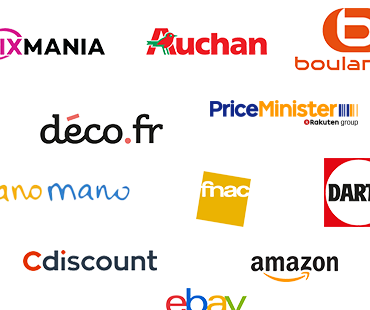 IXMANIA
Auchan
boulan
PriceMinister
Rakuten group
déco.fr
ano mano
fnac
DART
Cdiscount
amazon
ebay